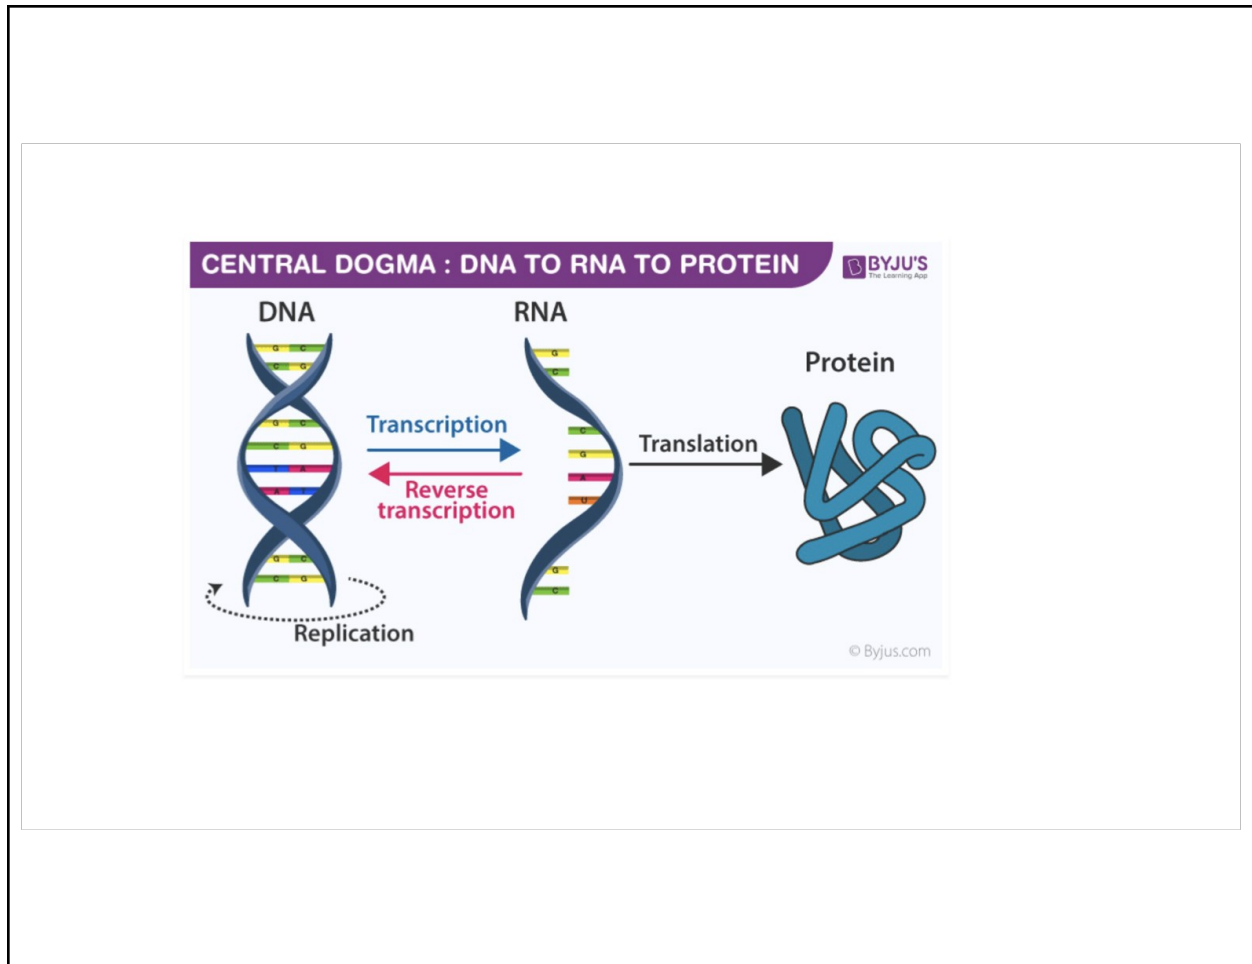 CENTRAL DOGMA : DNA TO RNA TO PROTEIN
B BYJU'S
The Learning App
DNA
RNA
Protein
G C
C G
G C
C G
T A
A T
G C
C G
G
C
C
G
A
U
G
C
Transcription
Reverse
transcription
Translation
Replication
© Byjus.com